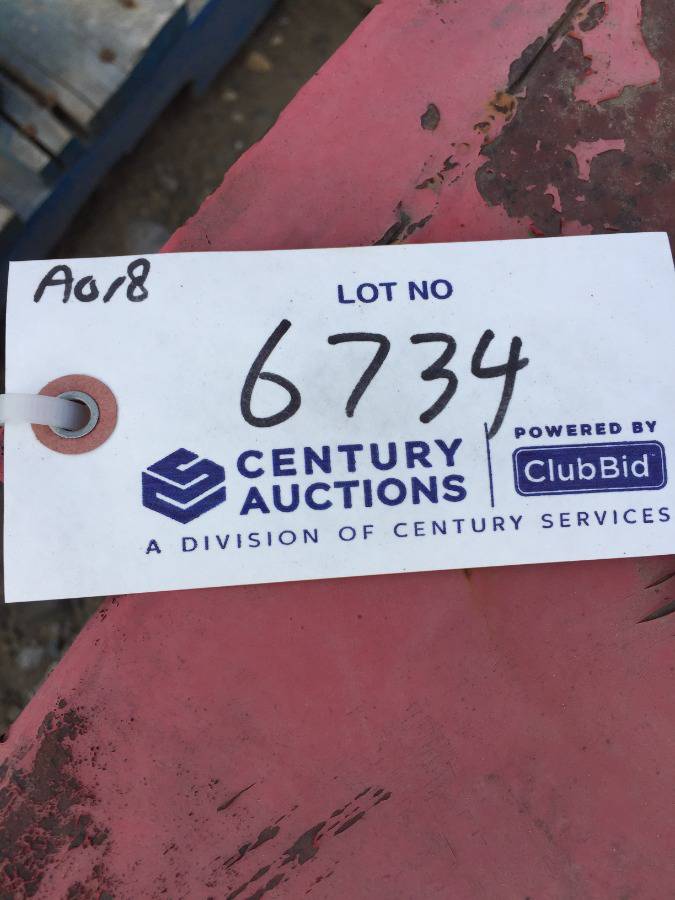 A018
LOT NO
6734
CENTURY
AUCTIONS
POWERED BY
ClubBid
A DIVISION OF CENTURY SERVICES